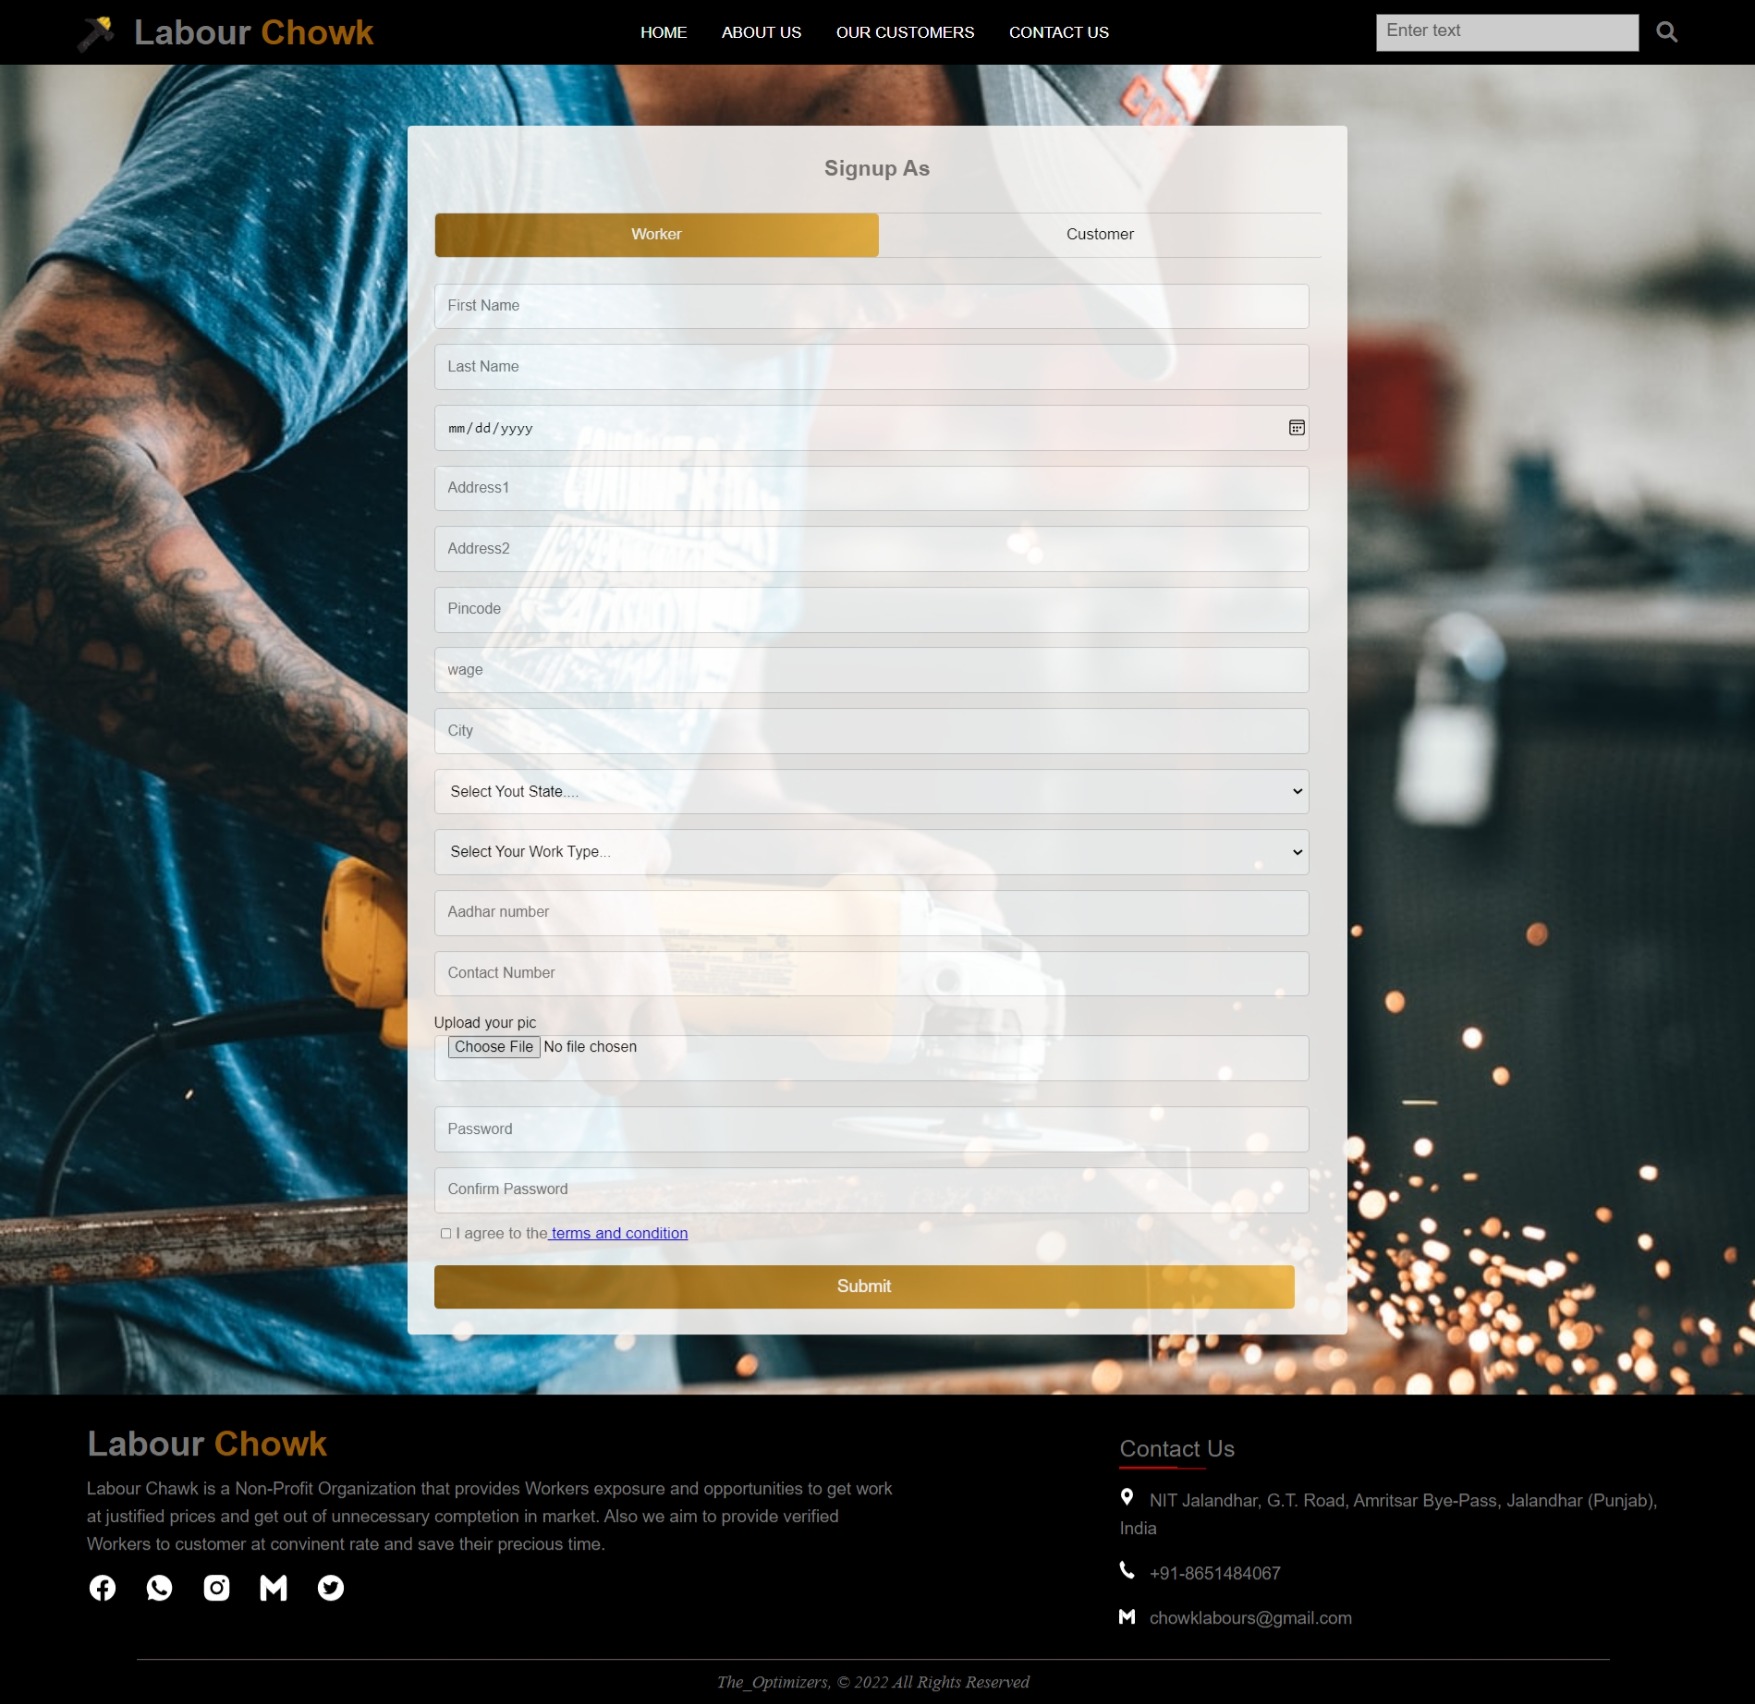 Labour Chowk
HOME ABOUT US OUR CUSTOMERS CONTACT US
Enter text
Signup As
Worker Customer
First Name
Last Name
mm/dd/yyyy
Address1
Address2
Pincode
wage
City
Select Yout State....
Select Your Work Type...
Aadhar number
Contact Number
Upload your pic
Choose File No file chosen
Password
Confirm Password
I agree to the terms and condition
Submit
Labour Chowk
Labour Chawk is a Non-Profit Organization that provides Workers exposure and opportunities to get work
at justified prices and get out of unnecessary comptetion in market. Also we aim to provide verified
Workers to customer at convinent rate and save their precious time.
Contact Us
NIT Jalandhar, G.T. Road, Amritsar Bye-Pass, Jalandhar (Punjab),
India
+91-8651484067
chowklabours@gmail.com
The_Optimizers, © 2022 All Rights Reserved